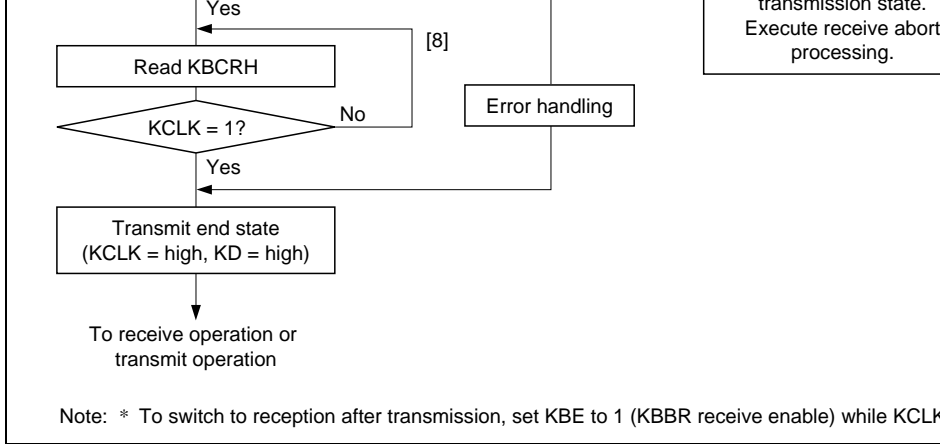 Yes
[8]
Read KBCRH
KCLK = 1?
No
Yes
Error handling
transmission state.
Execute receive abort
processing.
Transmit end state
(KCLK = high, KD = high)
To receive operation or
transmit operation
Note: * To switch to reception after transmission, set KBE to 1 (KBBR receive enable) while KCLK